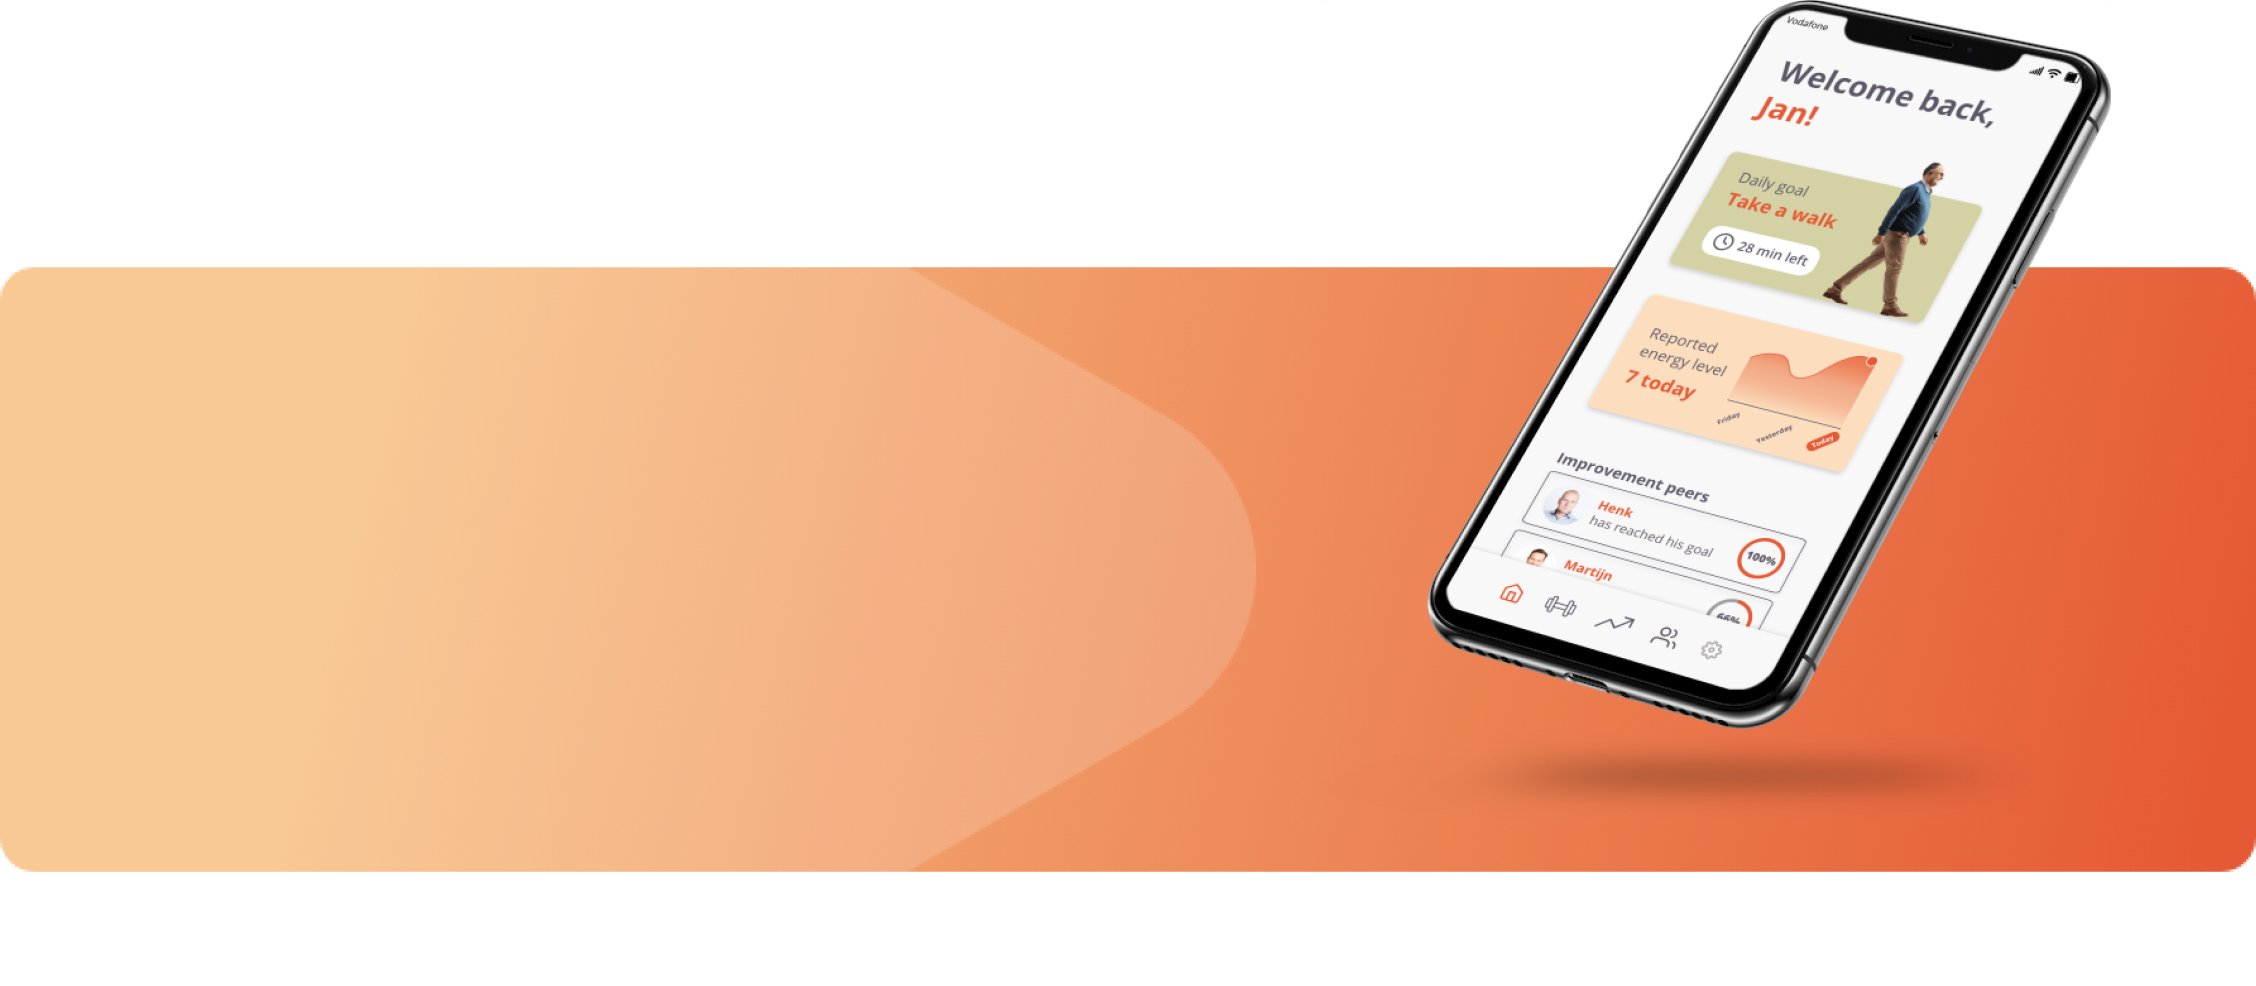 Vodafone
Welcome back,
Jan!
Daily goal
Take a walk
28 min left
Reported
energy level
7 today
Friday
Yesterday
Today
Improvement peers
Henk
has reached his goal
100%
Martijn
66%